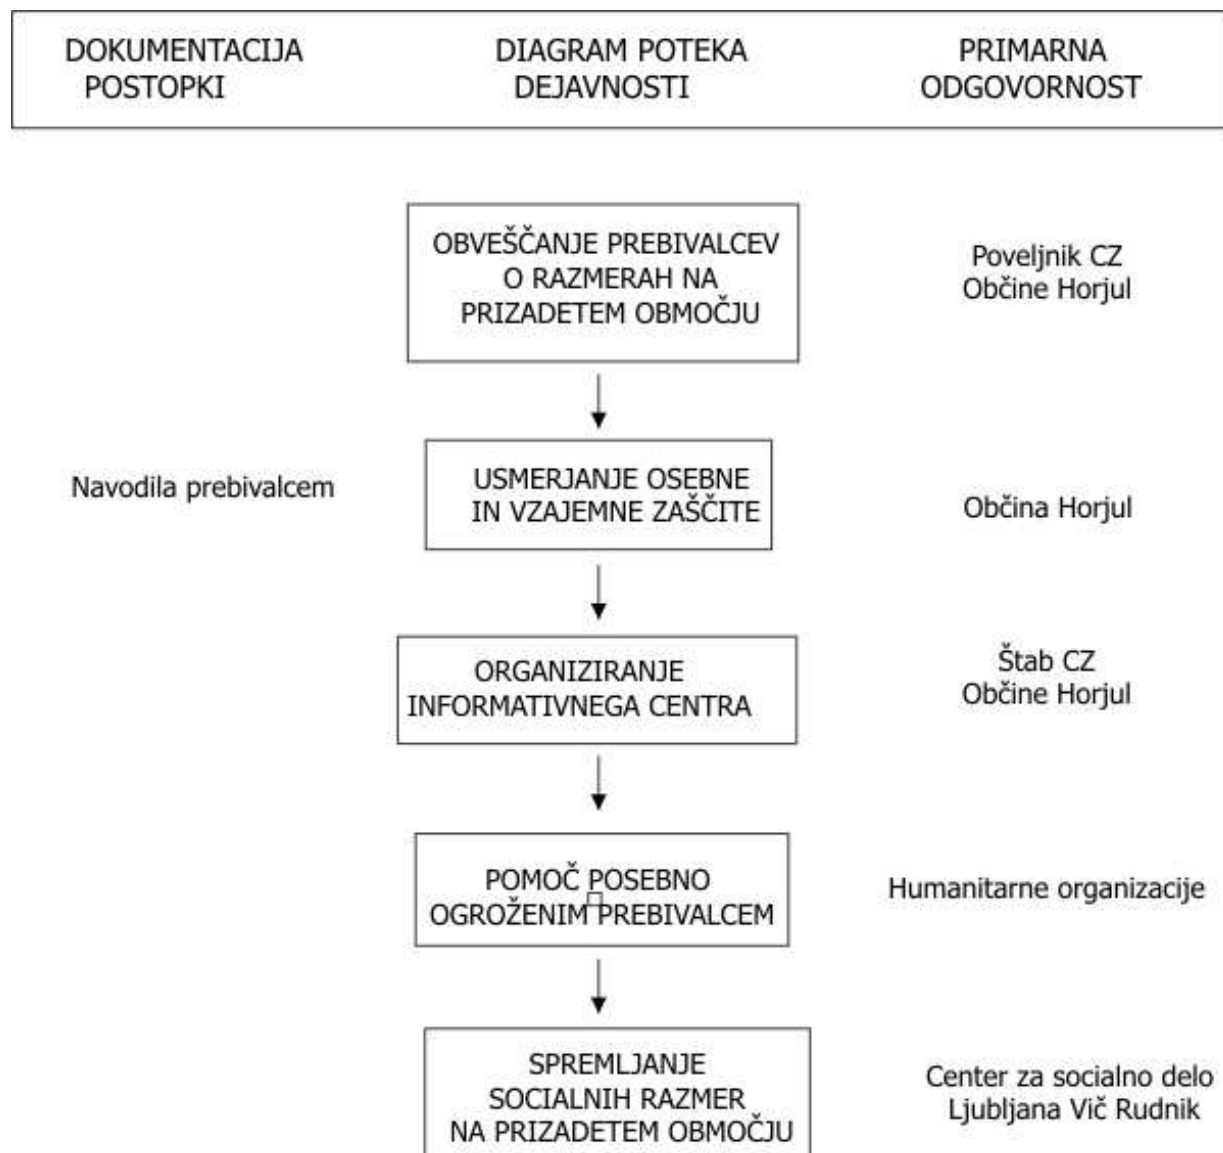 DOKUMENTACIJA
POSTOPKI
DIAGRAM POTEKA
DEJAVNOSTI
PRIMARNA
ODGOVORNOST
OBVEŠČANJE PREBIVALCEV
O RAZMERAH NA
PRIZADETEM OBMOČJU
Poveljnik CZ
Občine Horjul
Navodila prebivalcem
USMERJANJE OSEBNE
IN VZAJEMNE ZAŠČITE
Občina Horjul
ORGANIZIRANJE
INFORMATIVNEGA CENTRA
Štab CZ
Občine Horjul
POMOČ POSEBNO
OGROŽENIM PREBIVALCEM
Humanitarne organizacije
SPREMLJANJE
SOCIALNIH RAZMER
NA PRIZADETEM OBMOČJU
Center za socialno delo
Ljubljana Vič Rudnik